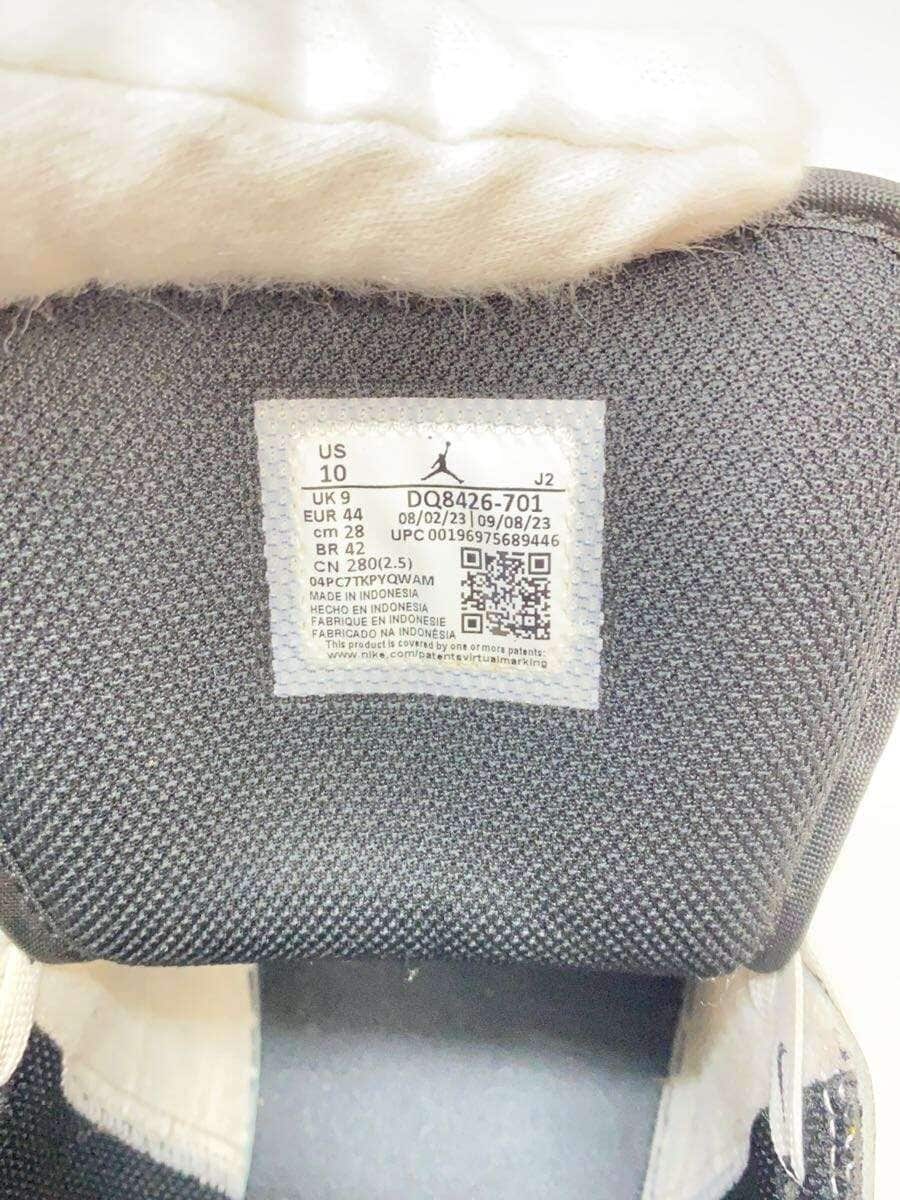 US
10
J2
UK 9
DQ8426-701
EUR 44
08/02/23 | 09/08/23
cm 28
UPC 00196975689446
BR 42
CN 280(2.5)
04PC7TKPYQWAM
MADE IN INDONESIA
HECHO EN INDONESIA
FABRIQUE EN INDONESIE
FABRICADO NA INDONÉSIA
This product is covered by one or more patents:
www.nike.com/patentsvirtualmarking